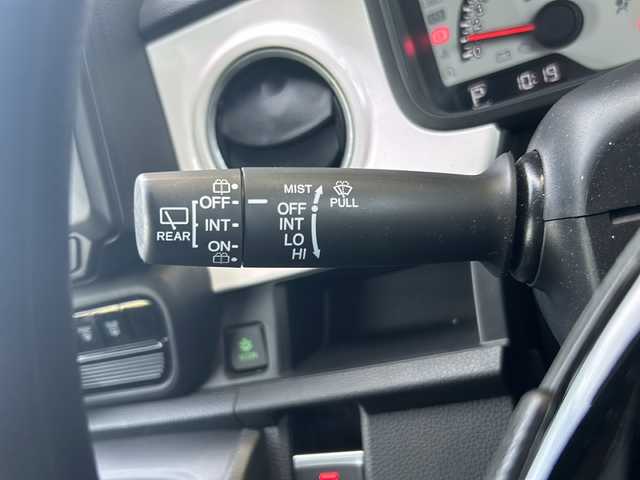 P 10:19
MIST
PULL
OFF OFF
INT INT
REAR LO
ON HI